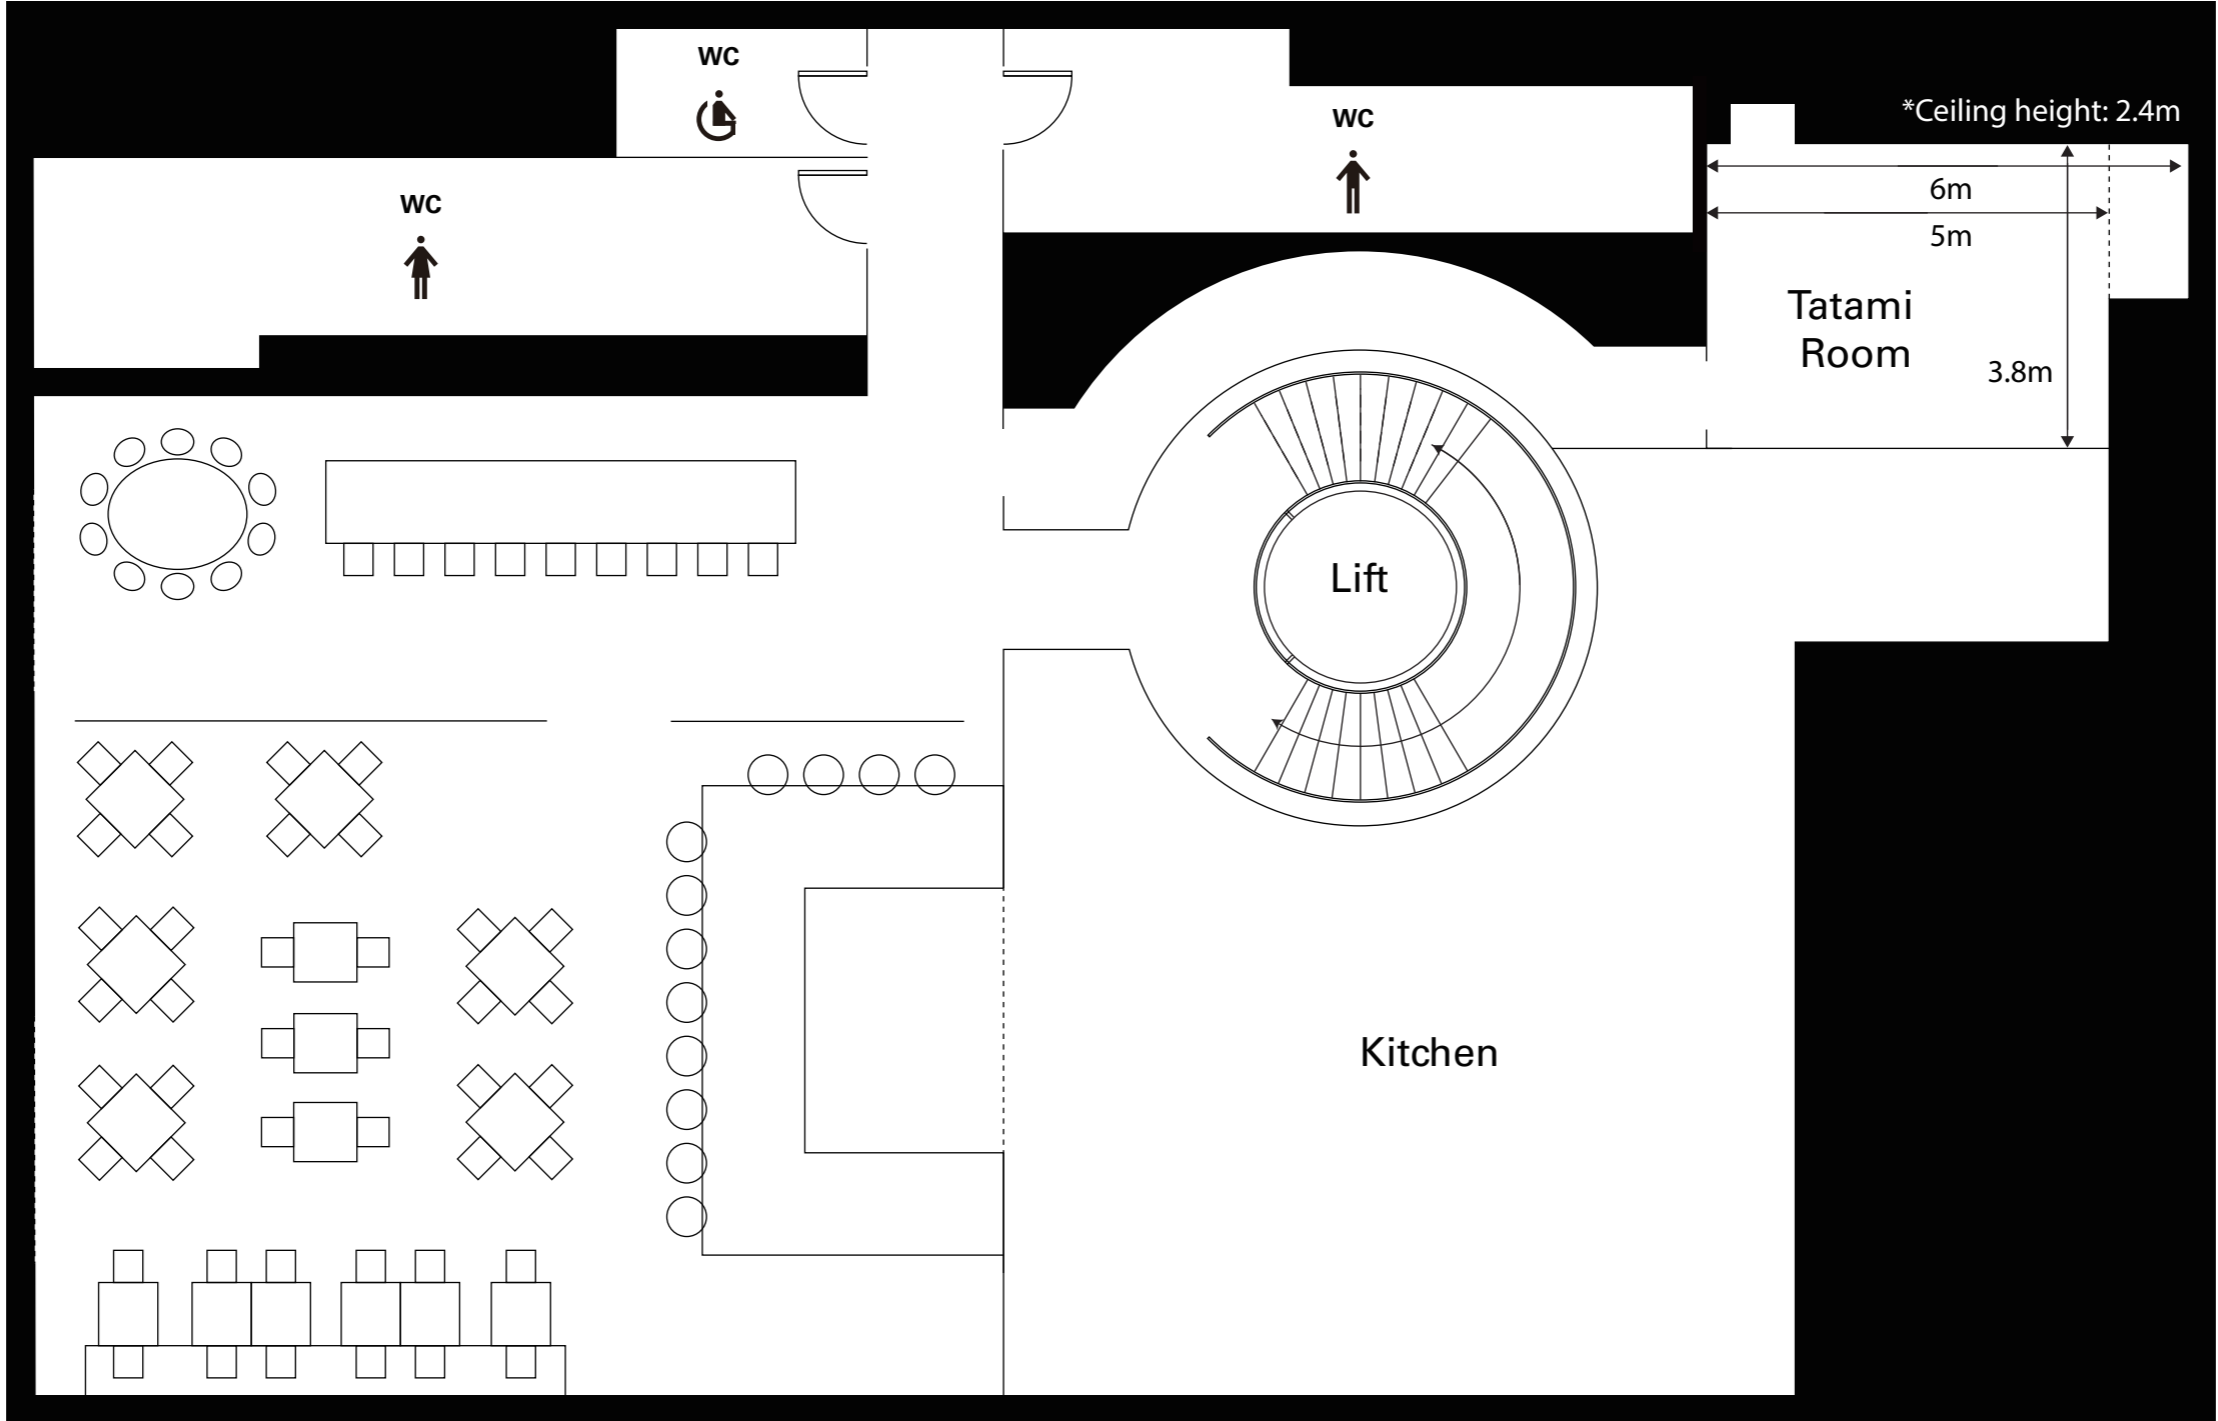 WC
WC
*Ceiling height: 2.4m
6m
WC
5m
Tatami
Room
3.8m
Lift
Kitchen